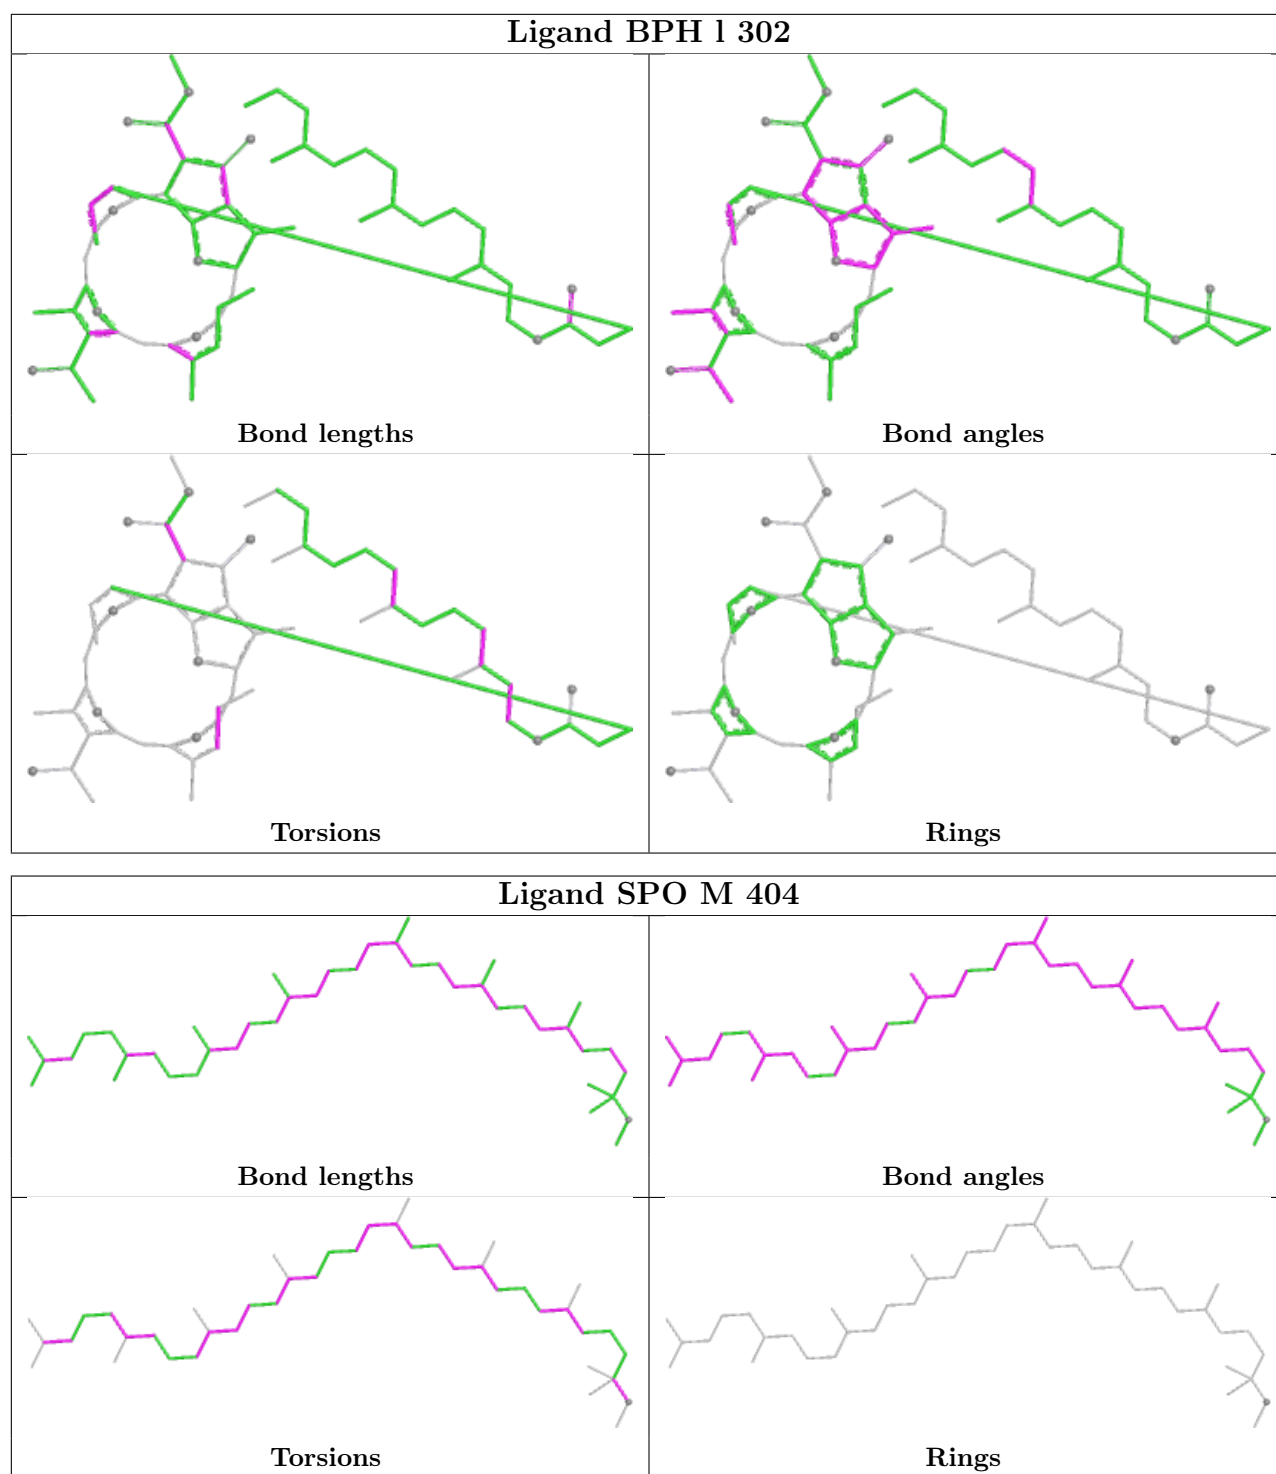 Ligand BPH l 302
Bond lengths
Bond angles
Torsions
Rings
Ligand SPO M 404
Bond lengths
Bond angles
Torsions
Rings